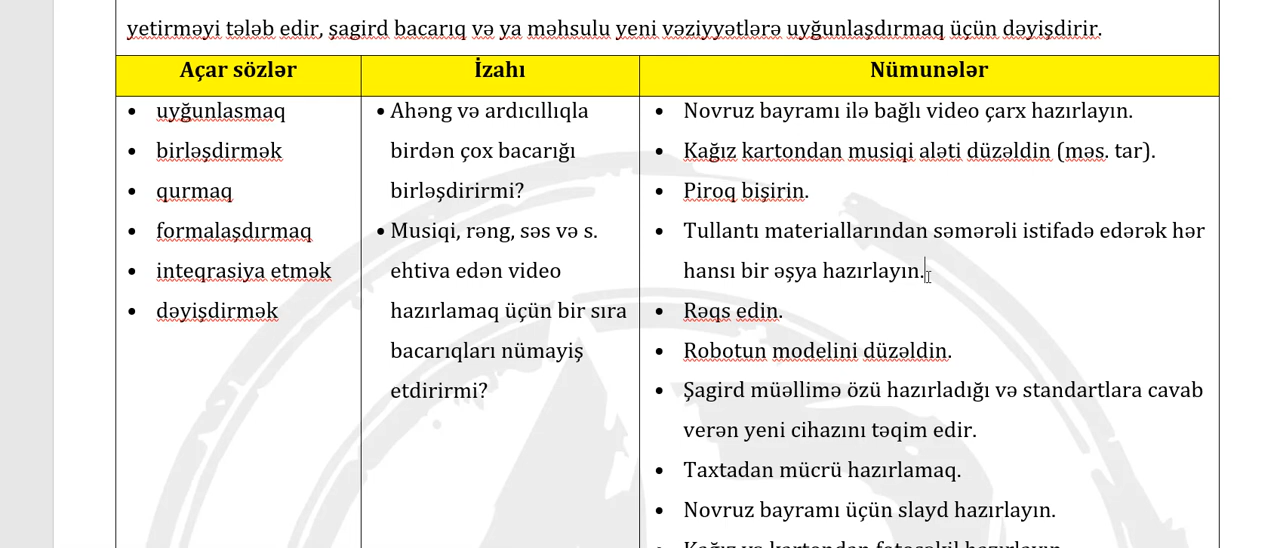 yetirməyi tələb edir, şagird bacarıq və ya məhsulu yeni vəziyyətlərə uyğunlaşdırmaq üçün dəyişdirir.
Açar sözlər
İzahı
Nümunələr
• uyğunlasmaq
• birləşdirmək
• qurmaq
• formalaşdırmaq
• inteqrasiya etmək
• dəyişdirmək
• Ahəng və ardıcıllıqla
birdən çox bacarığı
birləşdirirmi?
• Musiqi, rəng, səs və s.
ehtiva edən video
hazırlamaq üçün bir sıra
bacarıqları nümayiş
etdirirmi?
• Novruz bayramı ilə bağlı video çarx hazırlayın.
• Kağız kartondan musiqi aləti düzəldin (məs. tar).
• Piroq bişirin.
• Tullantı materiallarından səmərəli istifadə edərək hər
hansı bir əşya hazırlayın.
• Rəqs edin.
• Robotun modelini düzəldin.
• Şagird müəllimə özü hazırladığı və standartlara cavab
verən yeni cihazını təqim edir.
• Taxtadan mücrü hazırlamaq.
• Novruz bayramı üçün slayd hazırlayın.
• Kağız və kartondan fotoşəkil hazırlayın.